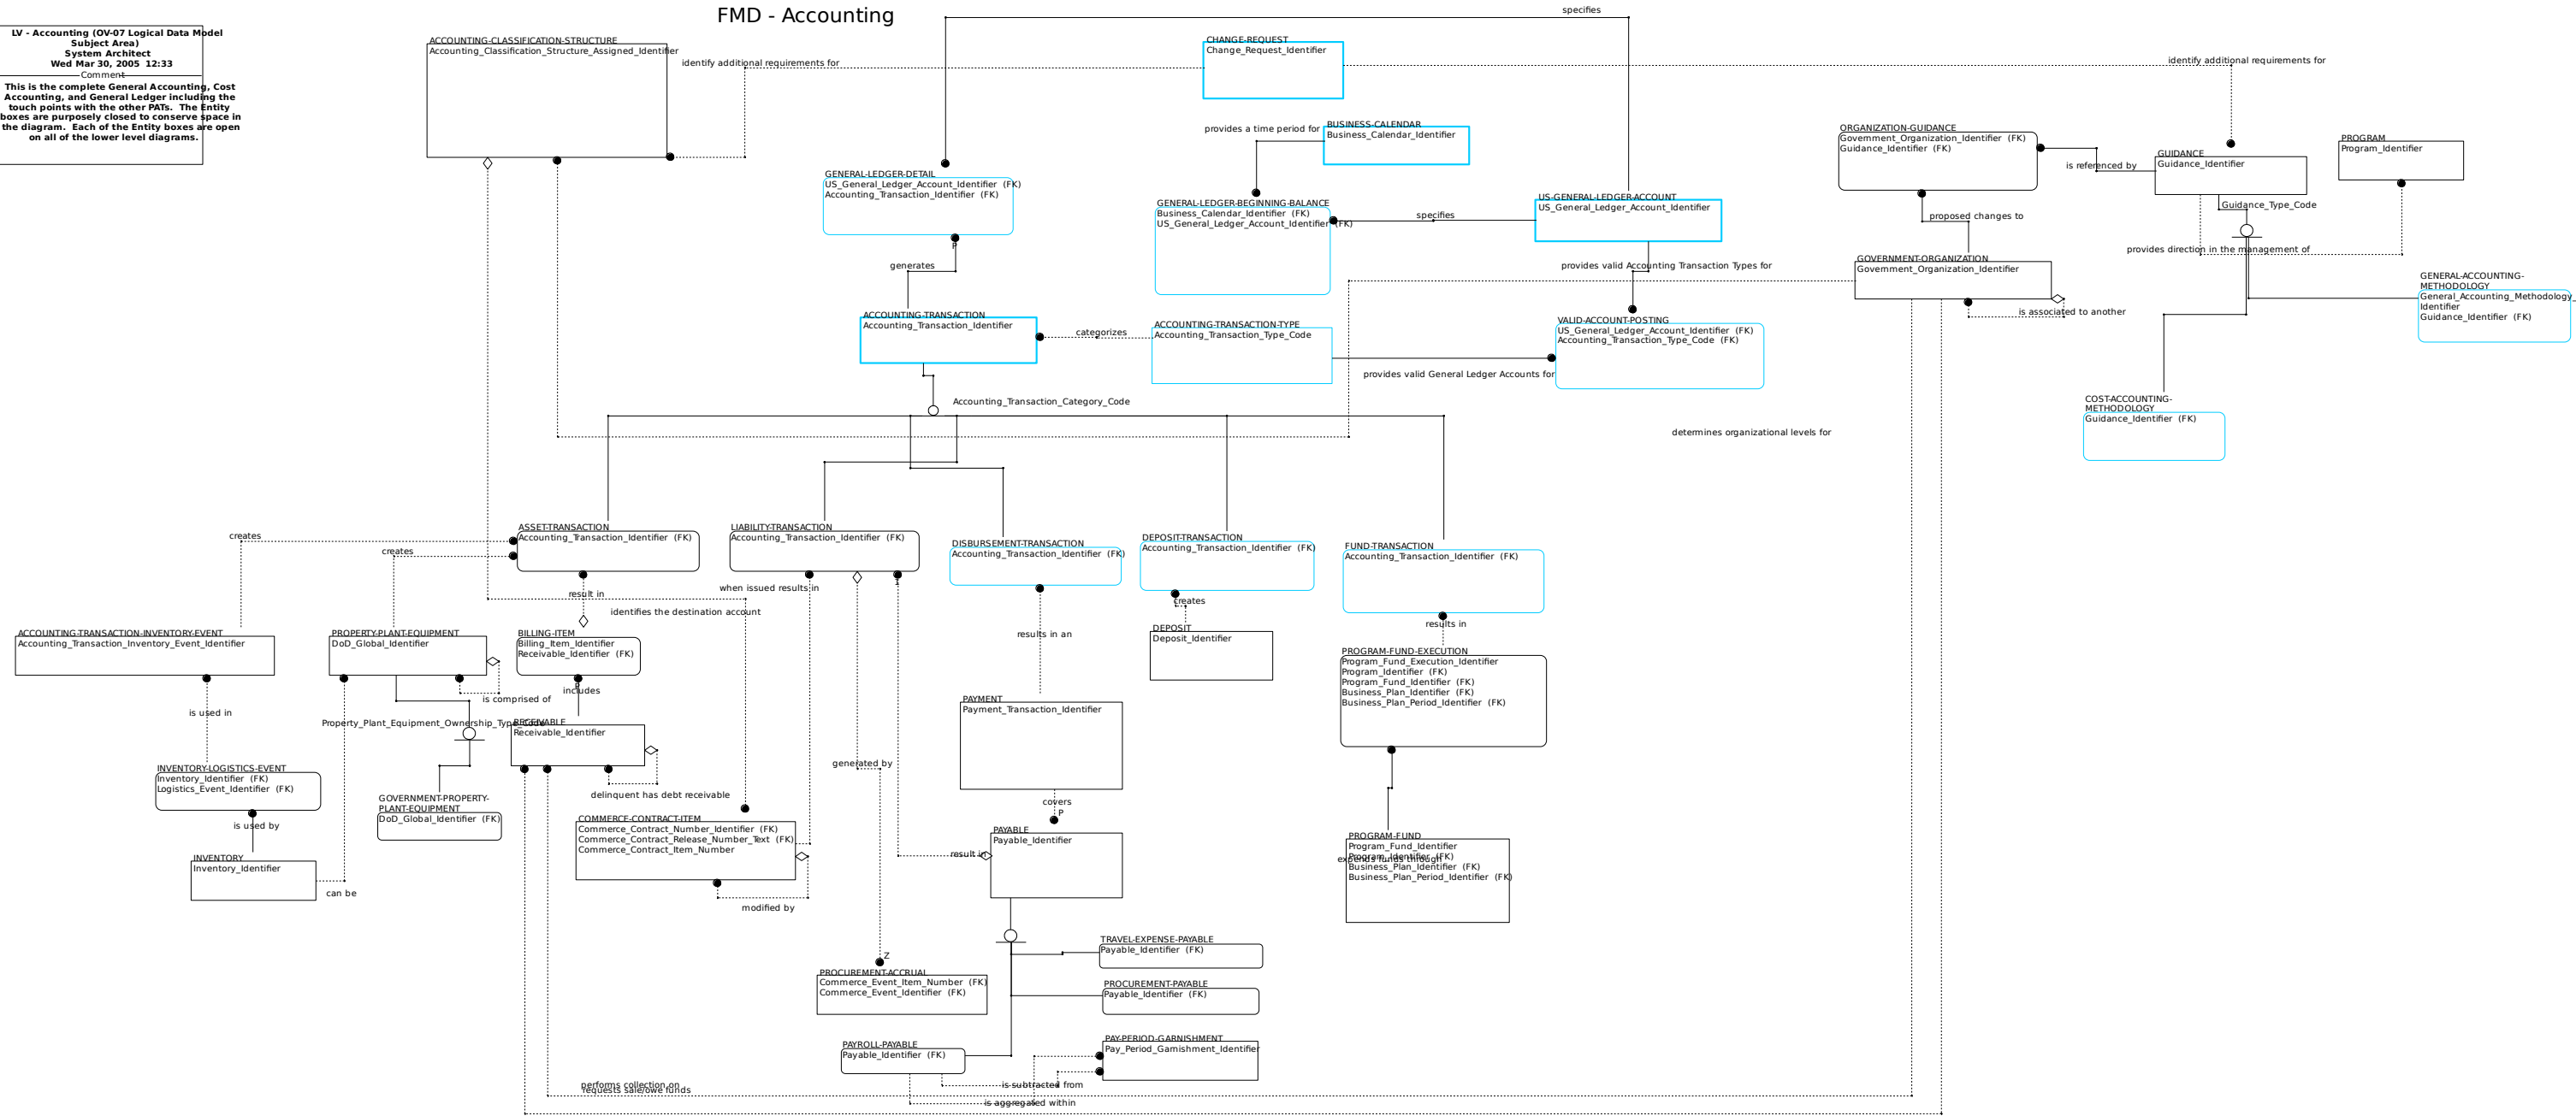 FMD - Accounting
LV - Accounting (OV-07 Logical Data Model
Subject Area)
System Architect
Wed Mar 30, 2005  12:33
Comment
This is the complete General Accounting, Cost
Accounting, and General Ledger including the
touch points with the other PATs.  The Entity
boxes are purposely closed to conserve space in
the diagram.  Each of the Entity boxes are open
on all of the lower level diagrams.
ACCOUNTING-CLASSIFICATION-STRUCTURE
Accounting_Classification_Structure_Assigned_Identifier
identify additional requirements for
specifies
CHANGE-REQUEST
Change_Request_Identifier
identify additional requirements for
provides a time period for
BUSINESS-CALENDAR
Business_Calendar_Identifier
ORGANIZATION-GUIDANCE
Government_Organization_Identifier  (FK)
Guidance_Identifier  (FK)
is referenced by
GUIDANCE
Guidance_Identifier
PROGRAM
Program_Identifier
GENERAL-LEDGER-DETAIL
US_General_Ledger_Account_Identifier  (FK)
Accounting_Transaction_Identifier  (FK)
P
generates
GENERAL-LEDGER-BEGINNING-BALANCE
Business_Calendar_Identifier  (FK)
US_General_Ledger_Account_Identifier  (FK)
specifies
US-GENERAL-LEDGER-ACCOUNT
US_General_Ledger_Account_Identifier
proposed changes to
Guidance_Type_Code
provides direction in the management of
provides valid Accounting Transaction Types for
GOVERNMENT-ORGANIZATION
Government_Organization_Identifier
is associated to another
GENERAL-ACCOUNTING-
METHODOLOGY
General_Accounting_Methodology_
Identifier
Guidance_Identifier  (FK)
ACCOUNTING-TRANSACTION
Accounting_Transaction_Identifier
categorizes
ACCOUNTING-TRANSACTION-TYPE
Accounting_Transaction_Type_Code
VALID-ACCOUNT-POSTING
US_General_Ledger_Account_Identifier  (FK)
Accounting_Transaction_Type_Code  (FK)
provides valid General Ledger Accounts for
Accounting_Transaction_Category_Code
determines organizational levels for
COST-ACCOUNTING-
METHODOLOGY
Guidance_Identifier  (FK)
creates
creates
ASSET-TRANSACTION
Accounting_Transaction_Identifier  (FK)
LIABILITY-TRANSACTION
Accounting_Transaction_Identifier  (FK)
DISBURSEMENT-TRANSACTION
Accounting_Transaction_Identifier  (FK)
DEPOSIT-TRANSACTION
Accounting_Transaction_Identifier  (FK)
FUND-TRANSACTION
Accounting_Transaction_Identifier  (FK)
result in
when issued results in
identifies the destination account
creates
results in
results in an
ACCOUNTING-TRANSACTION-INVENTORY-EVENT
Accounting_Transaction_Inventory_Event_Identifier
PROPERTY-PLANT-EQUIPMENT
DoD_Global_Identifier
is comprised of
BILLING-ITEM
Billing_Item_Identifier
Receivable_Identifier  (FK)
includes
DEPOSIT
Deposit_Identifier
PROGRAM-FUND-EXECUTION
Program_Fund_Execution_Identifier
Program_Identifier  (FK)
Program_Fund_Identifier  (FK)
Business_Plan_Identifier  (FK)
Business_Plan_Period_Identifier  (FK)
is used in
Property_Plant_Equipment_Ownership_Type_Code
RECEIVABLE
Receivable_Identifier
delinquent has debt receivable
PAYMENT
Payment_Transaction_Identifier
INVENTORY-LOGISTICS-EVENT
Inventory_Identifier  (FK)
Logistics_Event_Identifier  (FK)
is used by
INVENTORY
Inventory_Identifier
can be
GOVERNMENT-PROPERTY-
PLANT-EQUIPMENT
DoD_Global_Identifier  (FK)
generated by
covers
P
COMMERCE-CONTRACT-ITEM
Commerce_Contract_Number_Identifier  (FK)
Commerce_Contract_Release_Number_Text  (FK)
Commerce_Contract_Item_Number
modified by
result in
PAYABLE
Payable_Identifier
PROGRAM-FUND
Program_Fund_Identifier
Program_Identifier  (FK)
expends funds through
Business_Plan_Identifier  (FK)
Business_Plan_Period_Identifier  (FK)
Z
PROCUREMENT-ACCRUAL
Commerce_Event_Item_Number  (FK)
Commerce_Event_Identifier  (FK)
TRAVEL-EXPENSE-PAYABLE
Payable_Identifier  (FK)
PROCUREMENT-PAYABLE
Payable_Identifier  (FK)
PAYROLL-PAYABLE
Payable_Identifier  (FK)
PAY-PERIOD-GARNISHMENT
Pay_Period_Garnishment_Identifier
performs collection on
requests sale/owe funds
is subtracted from
is aggregated within